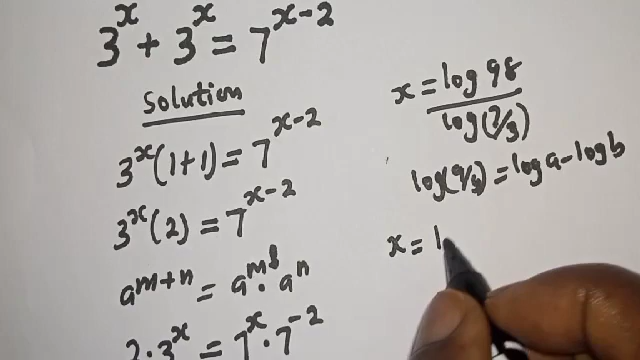 3^x + 3^x = 7^(x-2)
Solution
3^x (1+1) = 7^(x-2)
3^x (2) = 7^(x-2)
a^(m+n) = a^m · a^n
2 · 3^x = 7^x · 7^(-2)
x = log 98 / log(7/3)
log(a/b) = log a - log b
x = l